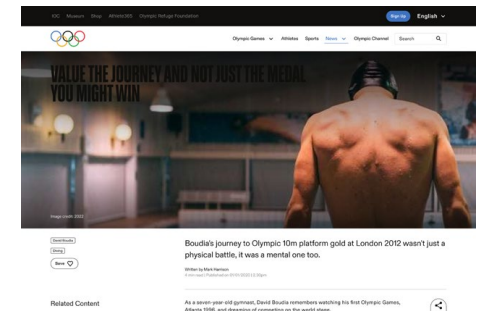 IOC Museum Shop Athlete365 Olympic Refuge Foundation
Sign Up English
Olympic Games Athletes Sports News Olympic Channel Search
VALUE THE JOURNEY AND NOT JUST THE MEDAL
YOU MIGHT WIN
David Boudia
Diving
Save
Boudia's journey to Olympic 10m platform gold at London 2012 wasn't just a
physical battle, it was a mental one too.
Written by Mark Harrison
Related Content
As a seven-year-old gymnast, David Boudia remembers watching his first Olympic Games,
Atlanta 1996, and dreaming of competing on the world stage.